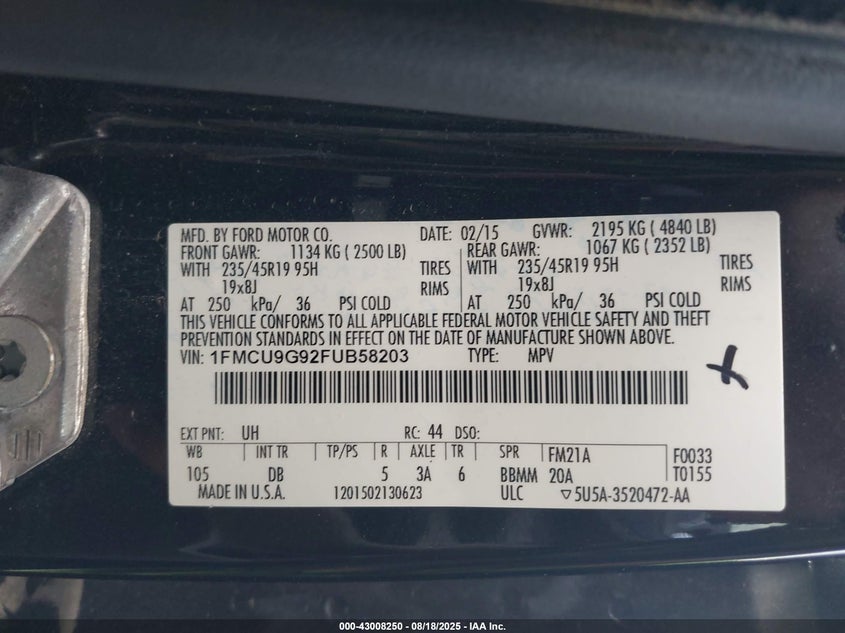 MFD. BY FORD MOTOR CO. DATE: 02/15 GVWR: 2195 KG ( 4840 LB)
FRONT GAWR: 1134 KG ( 2500 LB) REAR GAWR: 1067 KG ( 2352 LB)
WITH 235/45R19 95H TIRES WITH 235/45R19 95H TIRES
19x8J RIMS 19x8J RIMS
AT 250 kPa/ 36 PSI COLD AT 250 kPa/ 36 PSI COLD
THIS VEHICLE CONFORMS TO ALL APPLICABLE FEDERAL MOTOR VEHICLE SAFETY AND THEFT
PREVENTION STANDARDS IN EFFECT ON THE DATE OF MANUFACTURE SHOWN ABOVE.
VIN: 1FMCU9G92FUB58203 TYPE: MPV
EXT PNT: UH RC: 44 DSO:
WB INT TR TP/PS R AXLE TR SPR FM21A F0033
105 DB 5 3A 6 BBMM 20A T0155
MADE IN U.S.A. 1201502130623 ULC ▽5U5A-3520472-AA
000-43008250 - 08/18/2025 - IAA Inc.